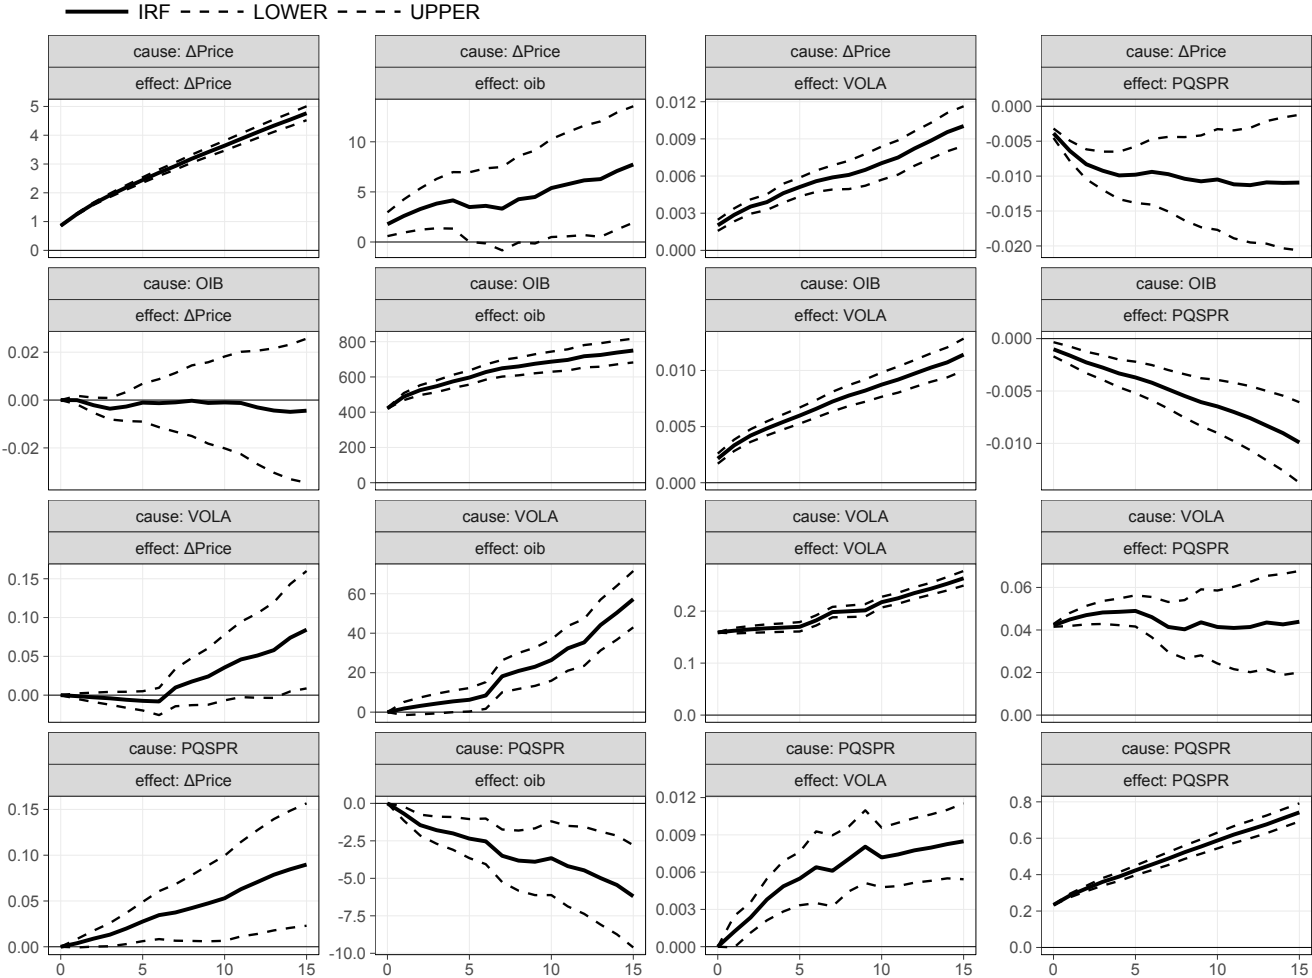 IRF LOWER UPPER
cause: ΔPrice cause: ΔPrice cause: ΔPrice cause: ΔPrice
effect: ΔPrice effect: oib effect: VOLA effect: PQSPR
5 4 3 2 1 0
10 5 0
0.012 0.009 0.006 0.003 0.000
0.000 -0.005 -0.010 -0.015 -0.020
cause: OIB cause: OIB cause: OIB cause: OIB
effect: ΔPrice effect: oib effect: VOLA effect: PQSPR
0.02 0.00 -0.02
800 600 400 200 0
0.010 0.005 0.000
0.000 -0.005 -0.010
cause: VOLA cause: VOLA cause: VOLA cause: VOLA
effect: ΔPrice effect: oib effect: VOLA effect: PQSPR
0.15 0.10 0.05 0.00
60 40 20 0
0.2 0.1 0.0
0.06 0.04 0.02 0.00
cause: PQSPR cause: PQSPR cause: PQSPR cause: PQSPR
effect: ΔPrice effect: oib effect: VOLA effect: PQSPR
0.15 0.10 0.05 0.00
0.0 -2.5 -5.0 -7.5 -10.0
0.012 0.009 0.006 0.003 0.000
0.8 0.6 0.4 0.2 0.0
0 5 10 15 0 5 10 15 0 5 10 15 0 5 10 15